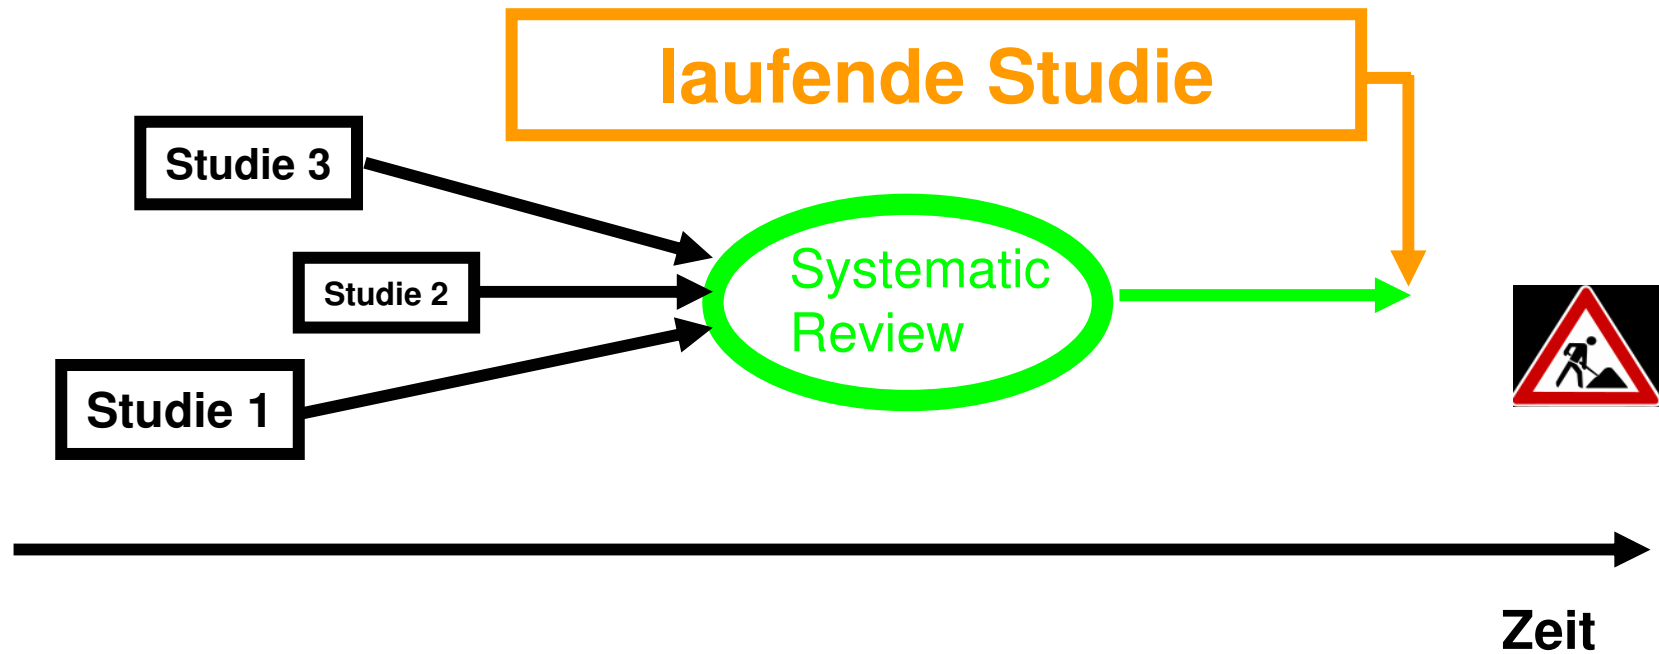 laufende Studie
Studie 3
Systematic
Review
Studie 2
Studie 1
Zeit